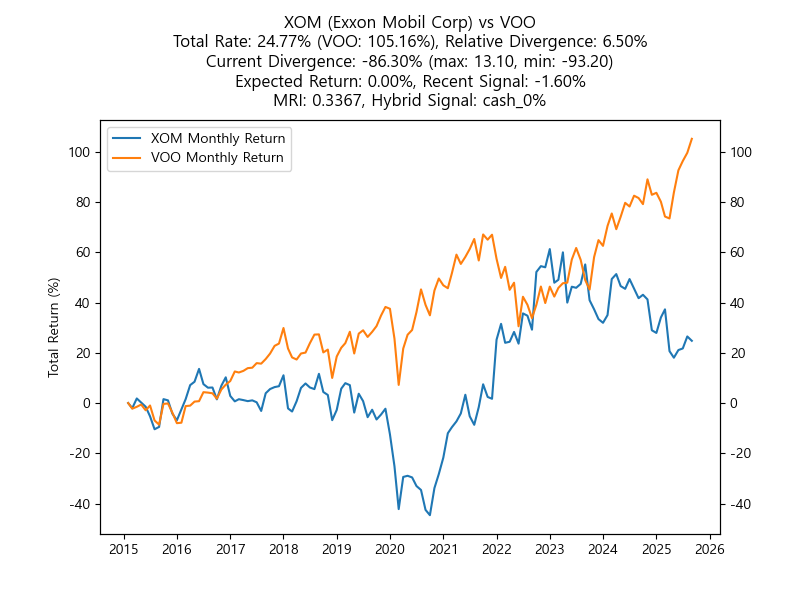 XOM (Exxon Mobil Corp) vs VOO
Total Rate: 24.77% (VOO: 105.16%), Relative Divergence: 6.50%
Current Divergence: -86.30% (max: 13.10, min: -93.20)
Expected Return: 0.00%, Recent Signal: -1.60%
MRI: 0.3367, Hybrid Signal: cash_0%
XOM Monthly Return
VOO Monthly Return
Total Return (%)
100
80
60
40
20
0
-20
-40
100
80
60
40
20
0
-20
-40
2015 2016 2017 2018 2019 2020 2021 2022 2023 2024 2025 2026